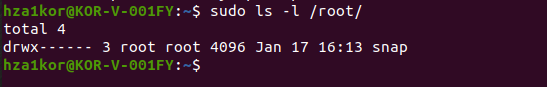 hza1kor@KOR-V-001FY:~$ sudo ls -l /root/
total 4
drwx------ 3 root root 4096 Jan 17 16:13 snap
hza1kor@KOR-V-001FY:~$